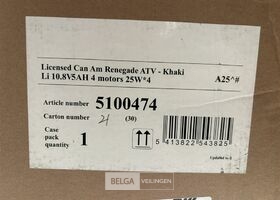 Licensed Can Am Renegade ATV - Khaki
Li 10.8V5AH 4 motors 25W*4 A25^#
Article number 5100474
Carton number 21 (30)
Case pack quantity 1
5 413822 543825
BELGA VEILINGEN